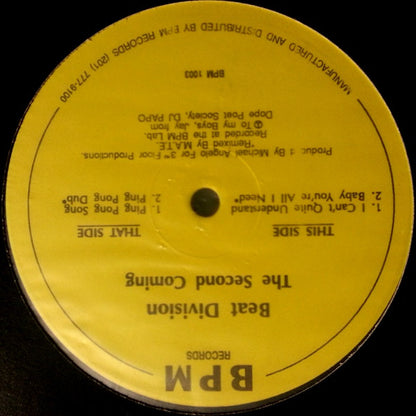 BPM
RECORDS
Beat Division
The Second Coming
THIS SIDE
1. I Can't Quite Understand
2. Baby You're All I Need*
THAT SIDE
1. Ping Pong Song
2. Ping Pong Dub*
Produced By Michael Angelo For 3rd Floor Productions.
*Remixed By M.A.T.E.
Recorded at the BPM Lab.
℗ To my Boys, Jay from
Dope Poet Society, DJ PAPO
BPM 1003
MANUFACTURED AND DISTRIBUTED BY BPM RECORDS (201) 777-9100